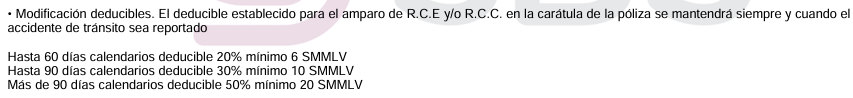 • Modificación deducibles. El deducible establecido para el amparo de R.C.E y/o R.C.C. en la carátula de la póliza se mantendrá siempre y cuando el
accidente de tránsito sea reportado
Hasta 60 días calendarios deducible 20% mínimo 6 SMMLV
Hasta 90 días calendarios deducible 30% mínimo 10 SMMLV
Más de 90 días calendarios deducible 50% mínimo 20 SMMLV